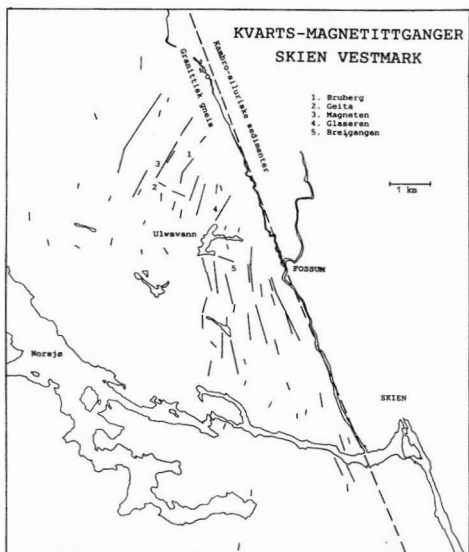 KVARTS-MAGNETITTGANGER
SKIEN VESTMARK
Kambro-siluriske sedimenter
Granittisk gneis
1. Bruberg
2. Geita
3. Magneten
4. Glaseren
5. Breigangen
1 km
1
3
2
4
Ulvsvann
5
FOSSUM
Norsjø
SKIEN